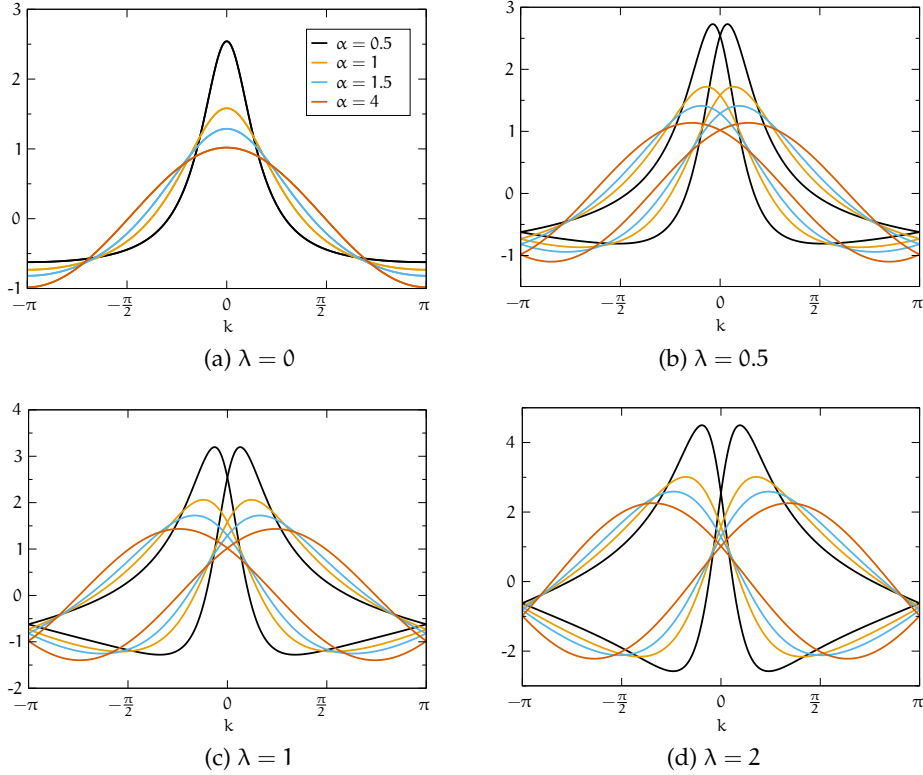 3
2
1
0
-1
α = 0.5
α = 1
α = 1.5
α = 4
−π −π/2 0 π/2 π
k
(a) λ = 0
3
2
1
0
-1
−π −π/2 0 π/2 π
k
(b) λ = 0.5
4
3
2
1
0
-1
-2
−π −π/2 0 π/2 π
k
(c) λ = 1
4
2
0
-2
−π −π/2 0 π/2 π
k
(d) λ = 2